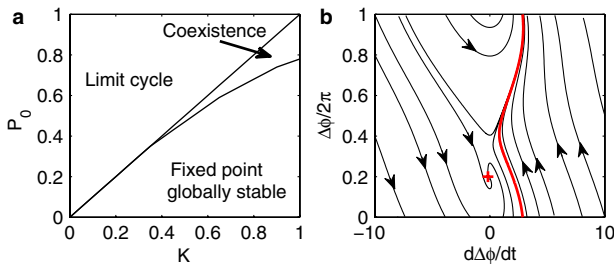 a
Coexistence
Limit cycle
Fixed point
globally stable
P0
0
0.2
0.4
0.6
0.8
1
0
0.2
0.4
0.6
0.8
1
K
b
Δϕ/2π
0
0.2
0.4
0.6
0.8
1
−10
0
10
dΔϕ/dt